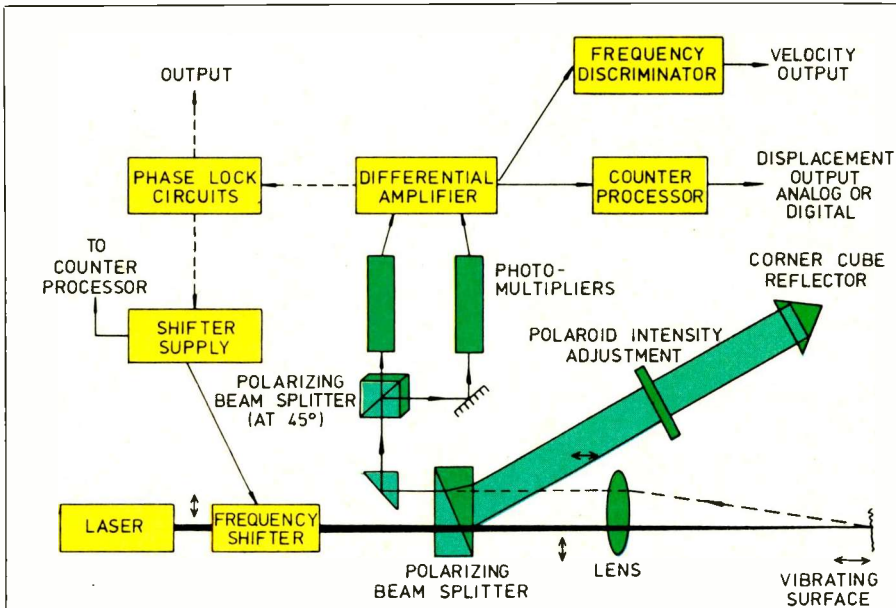 FREQUENCY
DISCRIMINATOR
VELOCITY
OUTPUT
OUTPUT
PHASE LOCK
CIRCUITS
DIFFERENTIAL
AMPLIFIER
COUNTER
PROCESSOR
DISPLACEMENT
OUTPUT
ANALOG OR
DIGITAL
TO
COUNTER
PROCESSOR
PHOTO-
MULTIPLIERS
CORNER CUBE
REFLECTOR
SHIFTER
SUPPLY
POLAROID INTENSITY
ADJUSTMENT
POLARIZING
BEAM SPLITTER
(AT 45°)
LASER
FREQUENCY
SHIFTER
POLARIZING
BEAM SPLITTER
LENS
VIBRATING
SURFACE